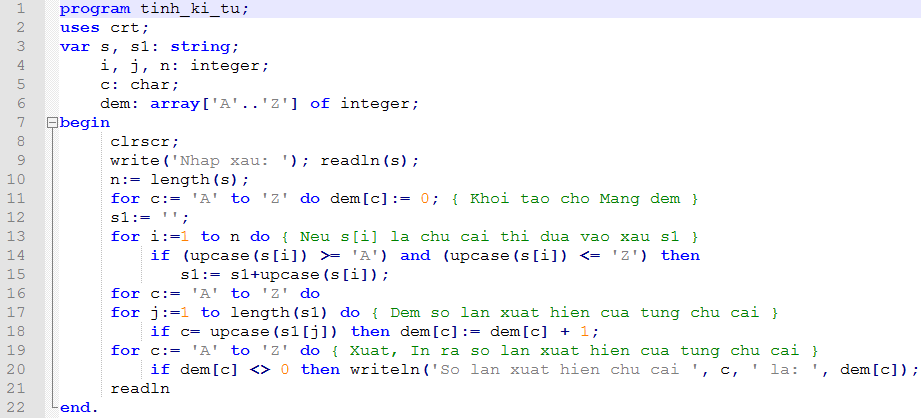 1 program tinh_ki_tu;
2 uses crt;
3 var s, s1: string;
4 i, j, n: integer;
5 c: char;
6 dem: array['A'..'Z'] of integer;
7 begin
8 clrscr;
9 write('Nhap xau: '); readln(s);
10 n:= length(s);
11 for c:= 'A' to 'Z' do dem[c]:= 0; { Khoi tao cho Mang dem }
12 s1:= '';
13 for i:=1 to n do { Neu s[i] la chu cai thi dua vao xau s1 }
14 if (upcase(s[i]) >= 'A') and (upcase(s[i]) <= 'Z') then
15 s1:= s1+upcase(s[i]);
16 for c:= 'A' to 'Z' do
17 for j:=1 to length(s1) do { Dem so lan xuat hien cua tung chu cai }
18 if c= upcase(s1[j]) then dem[c]:= dem[c] + 1;
19 for c:= 'A' to 'Z' do { Xuat, In ra so lan xuat hien cua tung chu cai }
20 if dem[c] <> 0 then writeln('So lan xuat hien chu cai ', c, ' la: ', dem[c]);
21 readln
22 end.